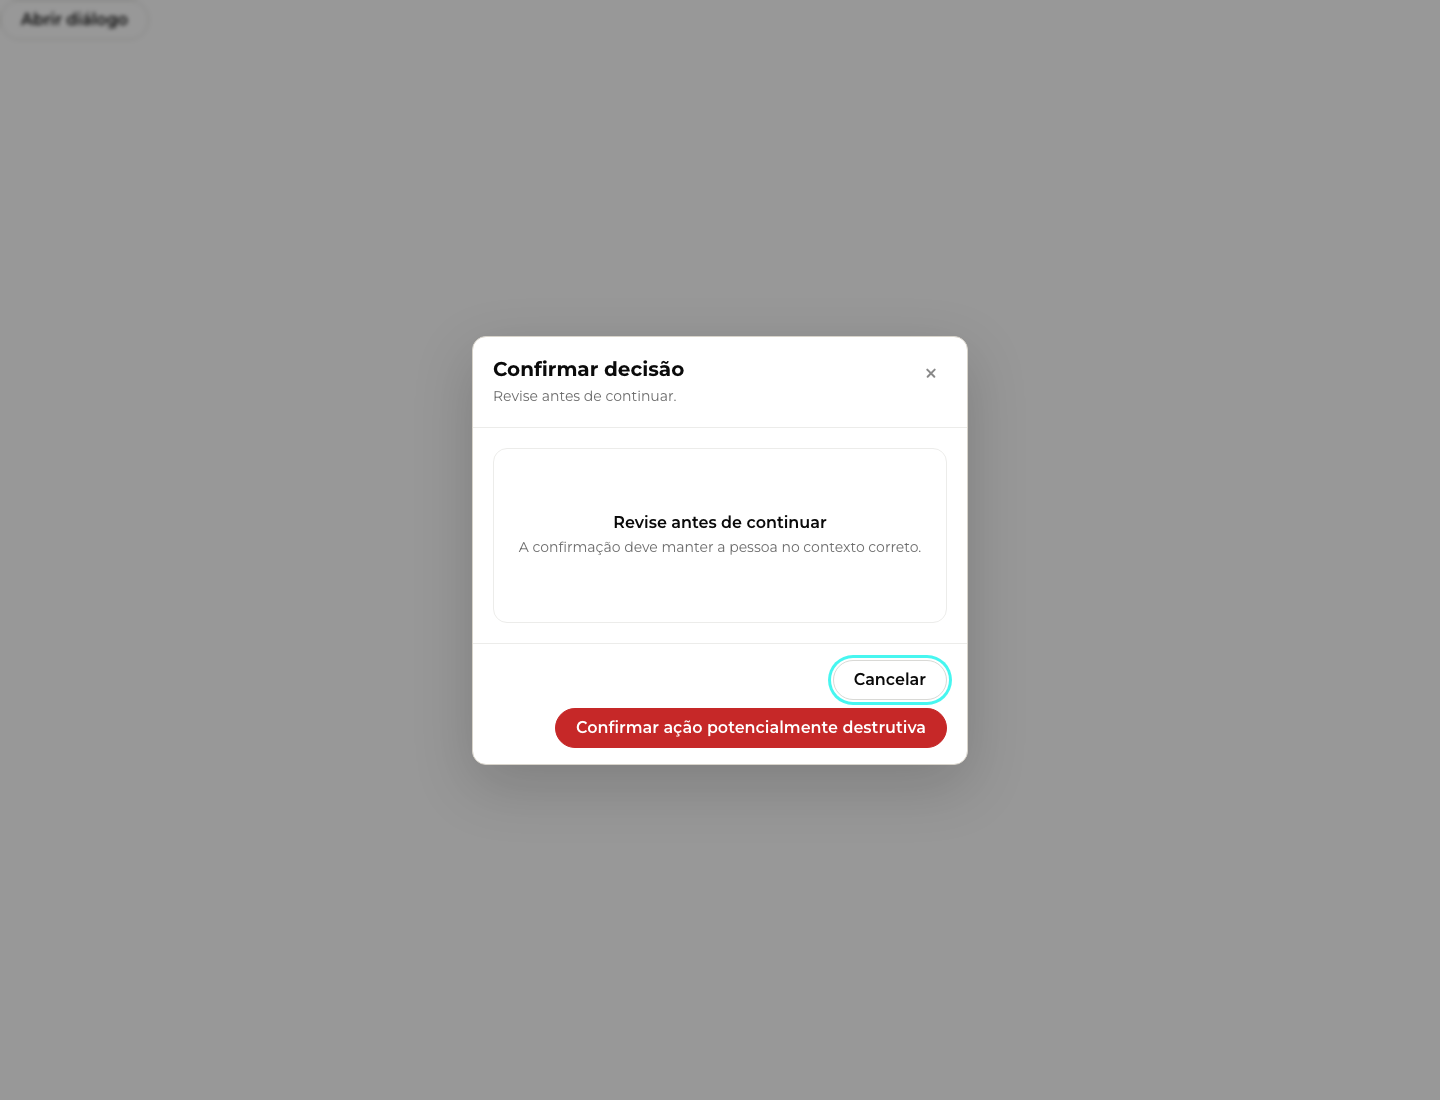 Abrir diálogo
Confirmar decisão
Revise antes de continuar.
Revise antes de continuar
A confirmação deve manter a pessoa no contexto correto.
Cancelar
Confirmar ação potencialmente destrutiva